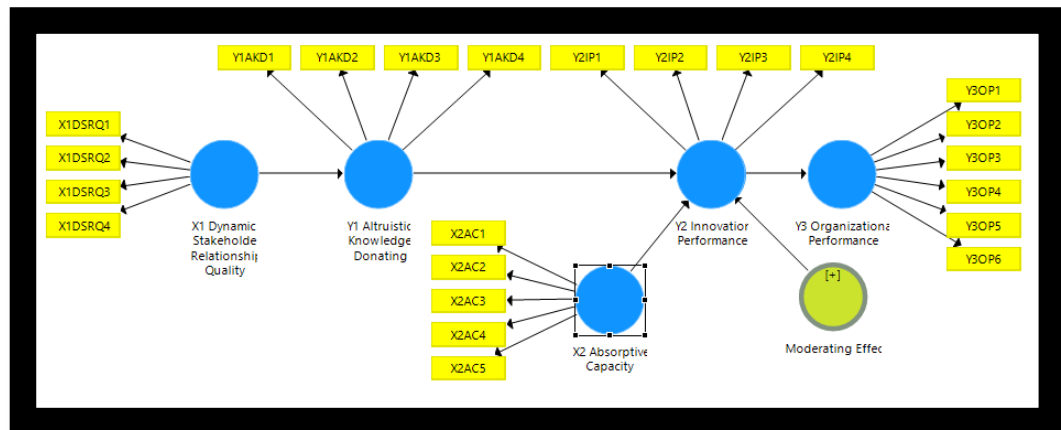 Y1AKD1
Y1AKD2
Y1AKD3
Y1AKD4
Y2IP1
Y2IP2
Y2IP3
Y2IP4
X1DSRQ1
X1DSRQ2
X1DSRQ3
X1DSRQ4
Y3OP1
Y3OP2
Y3OP3
Y3OP4
Y3OP5
Y3OP6
X1 Dynamic
Stakeholde
Relationshi
Quality
Y1 Altruistic
Knowledge
Donating
Y2 Innovation
Performance
Y3 Organizationa
Performance
X2AC1
X2AC2
X2AC3
X2AC4
X2AC5
X2 Absorptive
Capacity
[+]
Moderating Effec